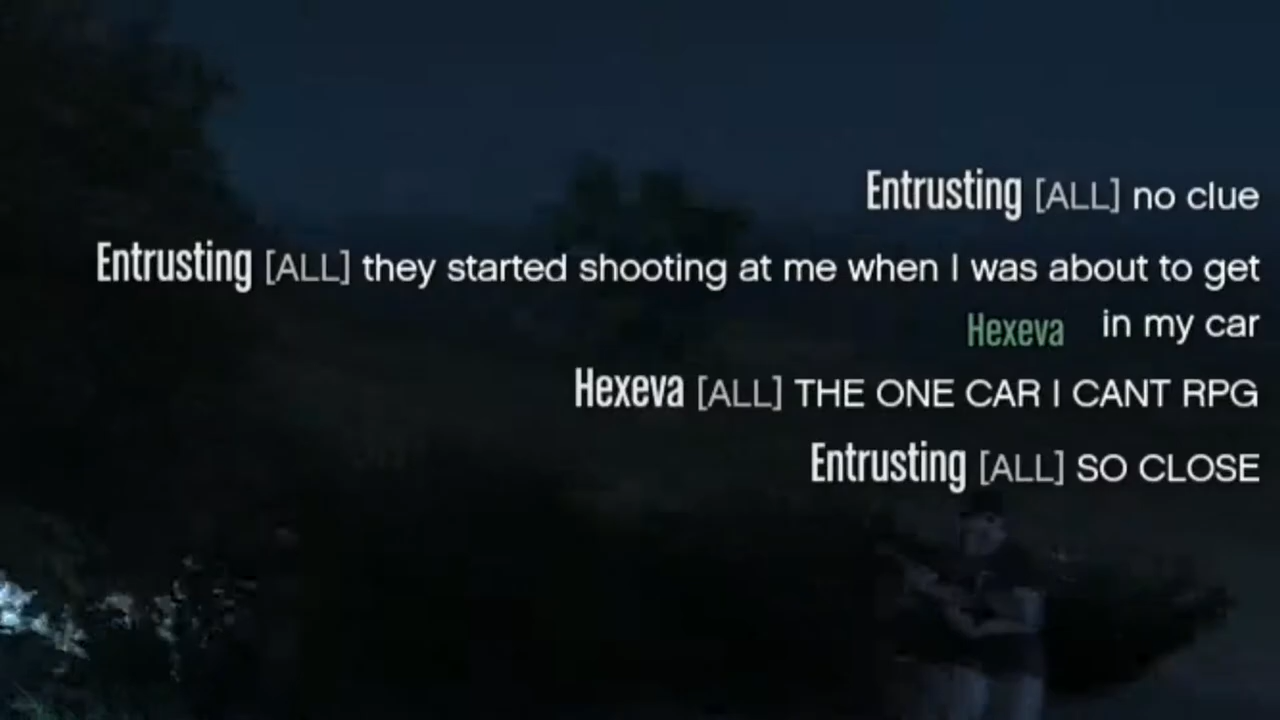 Entrusting [ALL] no clue
Entrusting [ALL] they started shooting at me when I was about to get
in my car
Hexeva
Hexeva [ALL] THE ONE CAR I CANT RPG
Entrusting [ALL] SO CLOSE